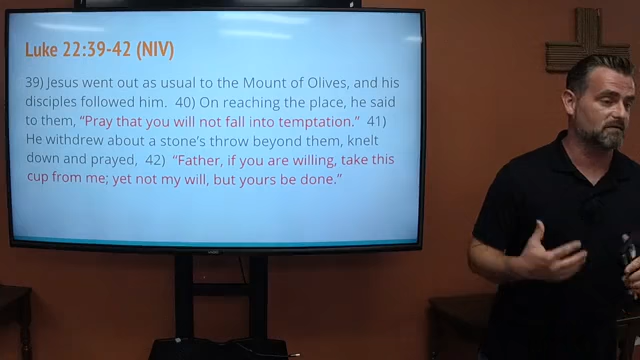 Luke 22:39-42 (NIV)
39) Jesus went out as usual to the Mount of Olives, and his
disciples followed him. 40) On reaching the place, he said
to them, “Pray that you will not fall into temptation.” 41)
He withdrew about a stone’s throw beyond them, knelt
down and prayed, 42) “Father, if you are willing, take this
cup from me; yet not my will, but yours be done.”